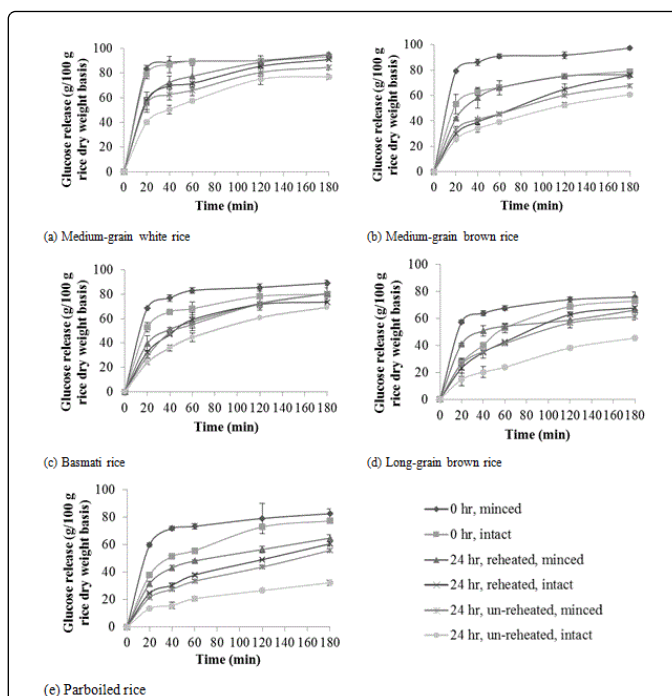 Glucose release (g/100 g
rice dry weight basis)
100
80
60
40
20
0
0 20 40 60 80 100 120 140 160 180
Time (min)
(a) Medium-grain white rice
Glucose release (g/100 g
rice dry weight basis)
100
80
60
40
20
0
0 20 40 60 80 100 120 140 160 180
Time (min)
(b) Medium-grain brown rice
Glucose release (g/100 g
rice dry weight basis)
100
80
60
40
20
0
0 20 40 60 80 100 120 140 160 180
Time (min)
(c) Basmati rice
Glucose release (g/100 g
rice dry weight basis)
100
80
60
40
20
0
0 20 40 60 80 100 120 140 160 180
Time (min)
(d) Long-grain brown rice
Glucose release (g/100 g
rice dry weight basis)
100
80
60
40
20
0
0 20 40 60 80 100 120 140 160 180
Time (min)
(e) Parboiled rice
0 hr, minced
0 hr, intact
24 hr, reheated, minced
24 hr, reheated, intact
24 hr, un-reheated, minced
24 hr, un-reheated, intact